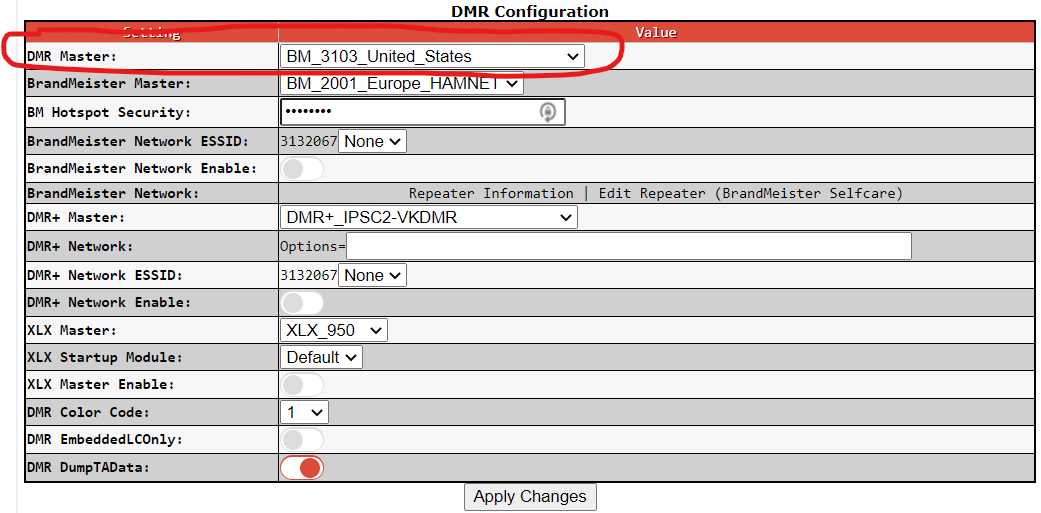 DMR Configuration
Setting Value
DMR Master: BM_3103_United_States
BrandMeister Master: BM_2001_Europe_HAMNET
BM Hotspot Security: ••••••••
BrandMeister Network ESSID: 3132067 None
BrandMeister Network Enable:
BrandMeister Network: Repeater Information | Edit Repeater (BrandMeister Selfcare)
DMR+ Master: DMR+_IPSC2-VKDMR
DMR+ Network: Options=
DMR+ Network ESSID: 3132067 None
DMR+ Network Enable:
XLX Master: XLX_950
XLX Startup Module: Default
XLX Master Enable:
DMR Color Code: 1
DMR EmbeddedLCOnly:
DMR DumpTAData:
Apply Changes